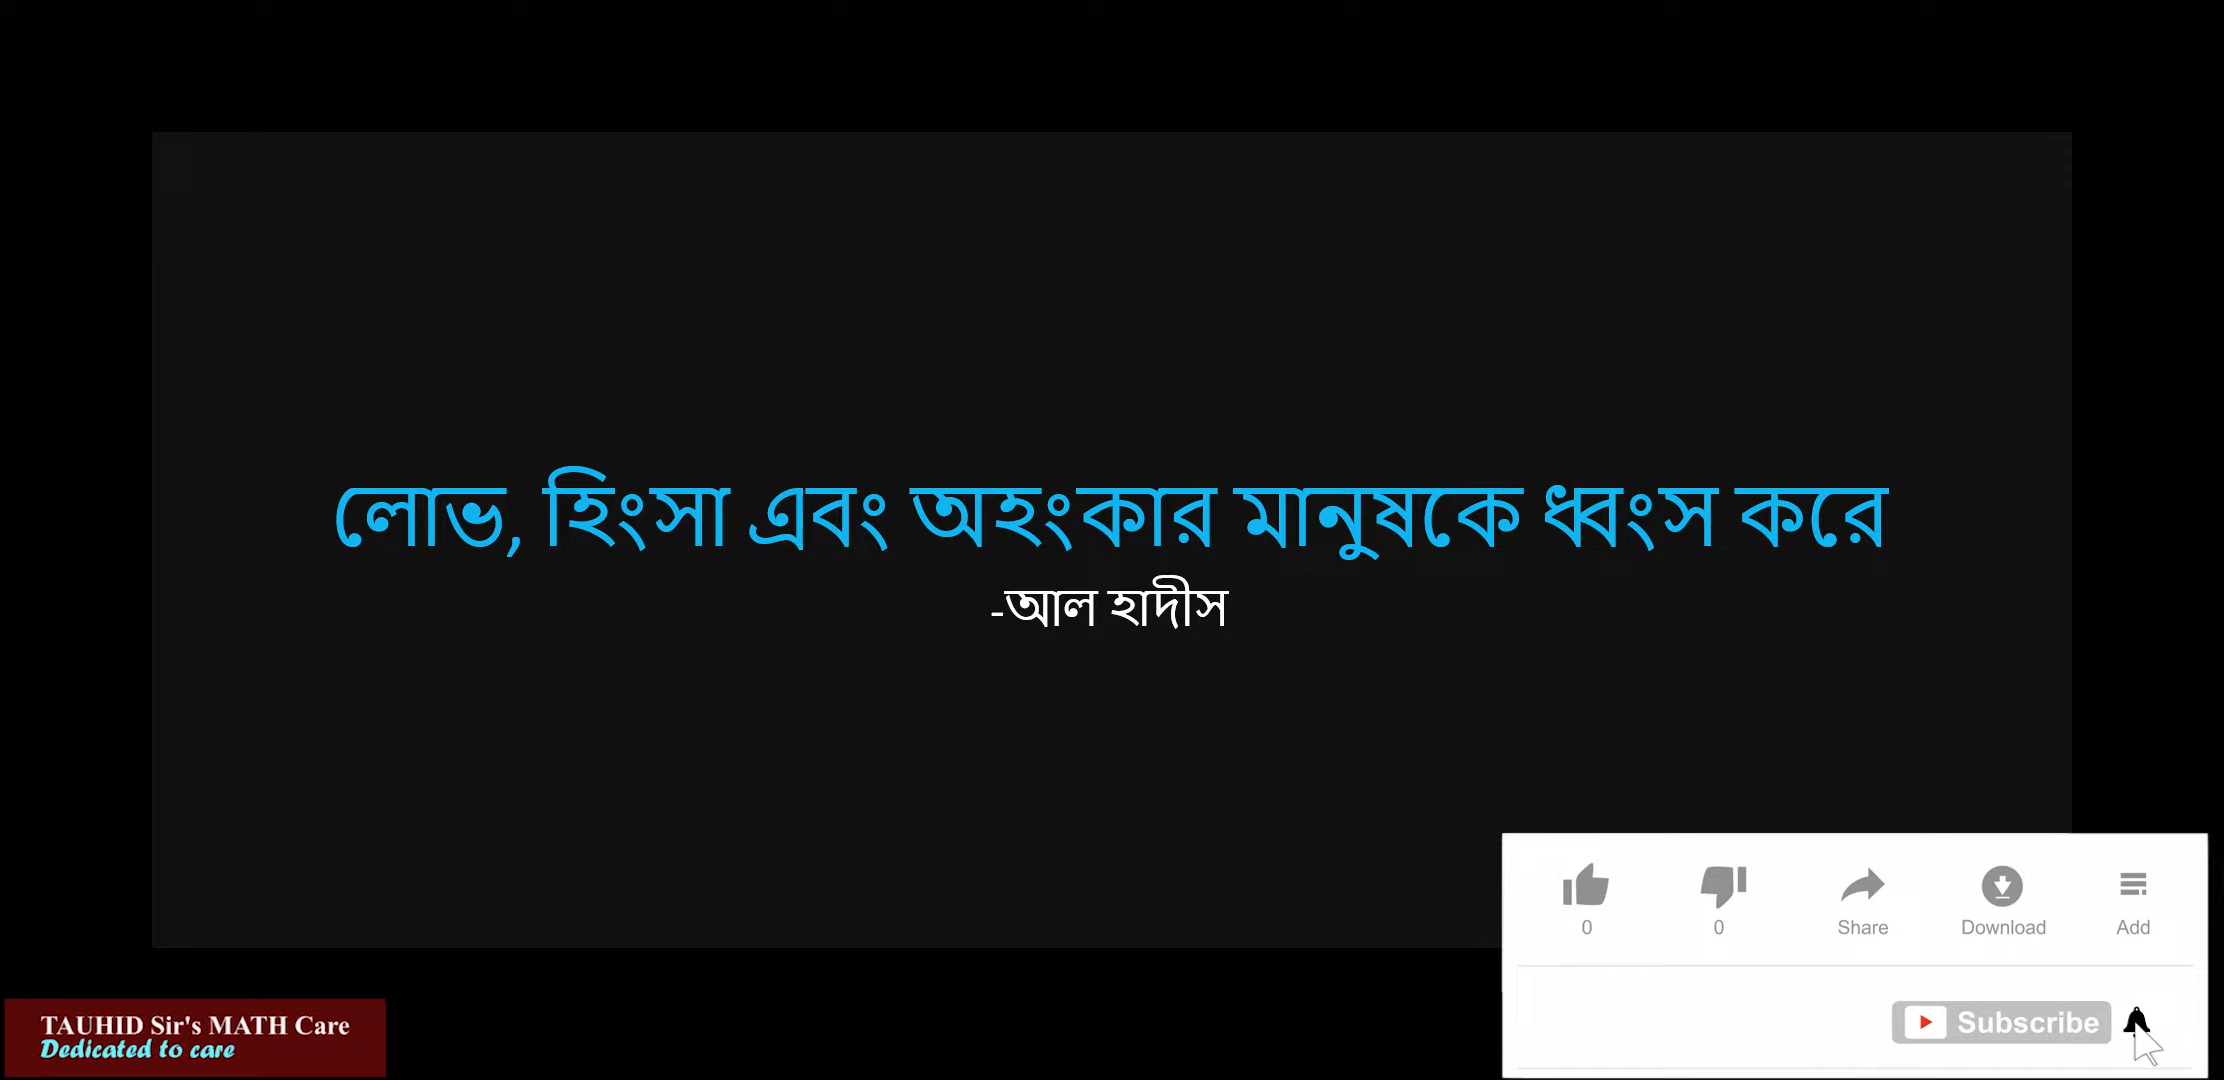 লোভ, হিংসা এবং অহংকার মানুষকে ধ্বংস করে
-আল হাদীস
0 0 Share Download Add
Subscribe
TAUHID Sir's MATH Care
Dedicated to care